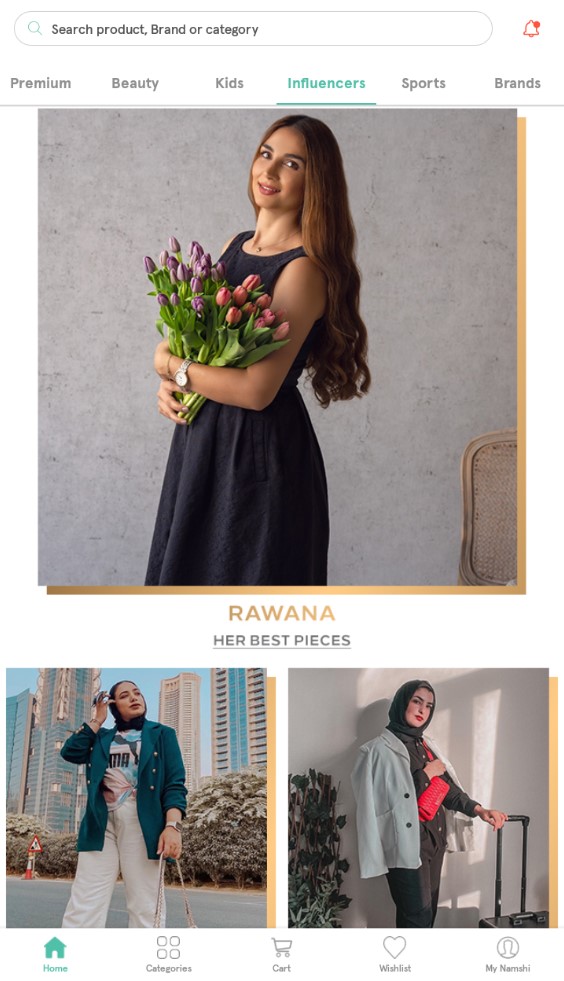 Search product, Brand or category
Premium Beauty Kids Influencers Sports Brands
RAWANA
HER BEST PIECES
Home Categories Cart Wishlist My Namshi